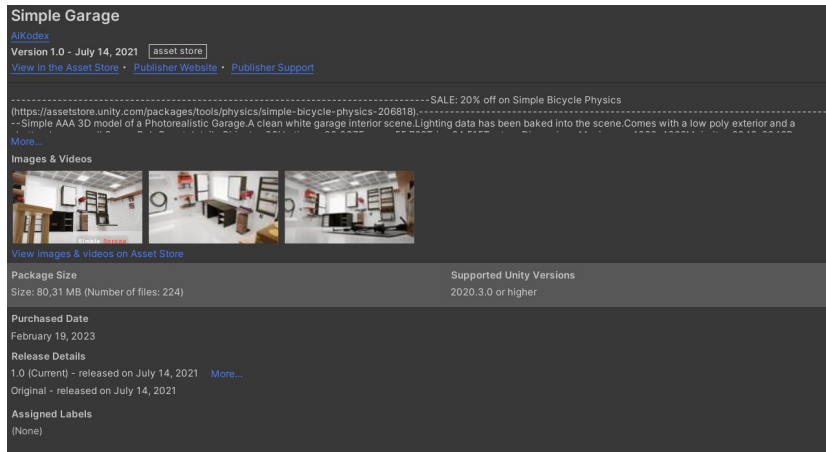 Simple Garage
AiKodex
Version 1.0 - July 14, 2021 asset store
View in the Asset Store • Publisher Website • Publisher Support
--------------------------------------------------------------------------------SALE: 20% off on Simple Bicycle Physics
(https://assetstore.unity.com/packages/tools/physics/simple-bicycle-physics-206818).--------------------------------------------------------------------------------
--Simple AAA 3D model of a Photorealistic Garage.A clean white garage interior scene.Lighting data has been baked into the scene.Comes with a low poly exterior and a
More...
Images & Videos
Simple Garage
View images & videos on Asset Store
Package Size
Size: 80,31 MB (Number of files: 224)
Supported Unity Versions
2020.3.0 or higher
Purchased Date
February 19, 2023
Release Details
1.0 (Current) - released on July 14, 2021 More...
Original - released on July 14, 2021
Assigned Labels
(None)